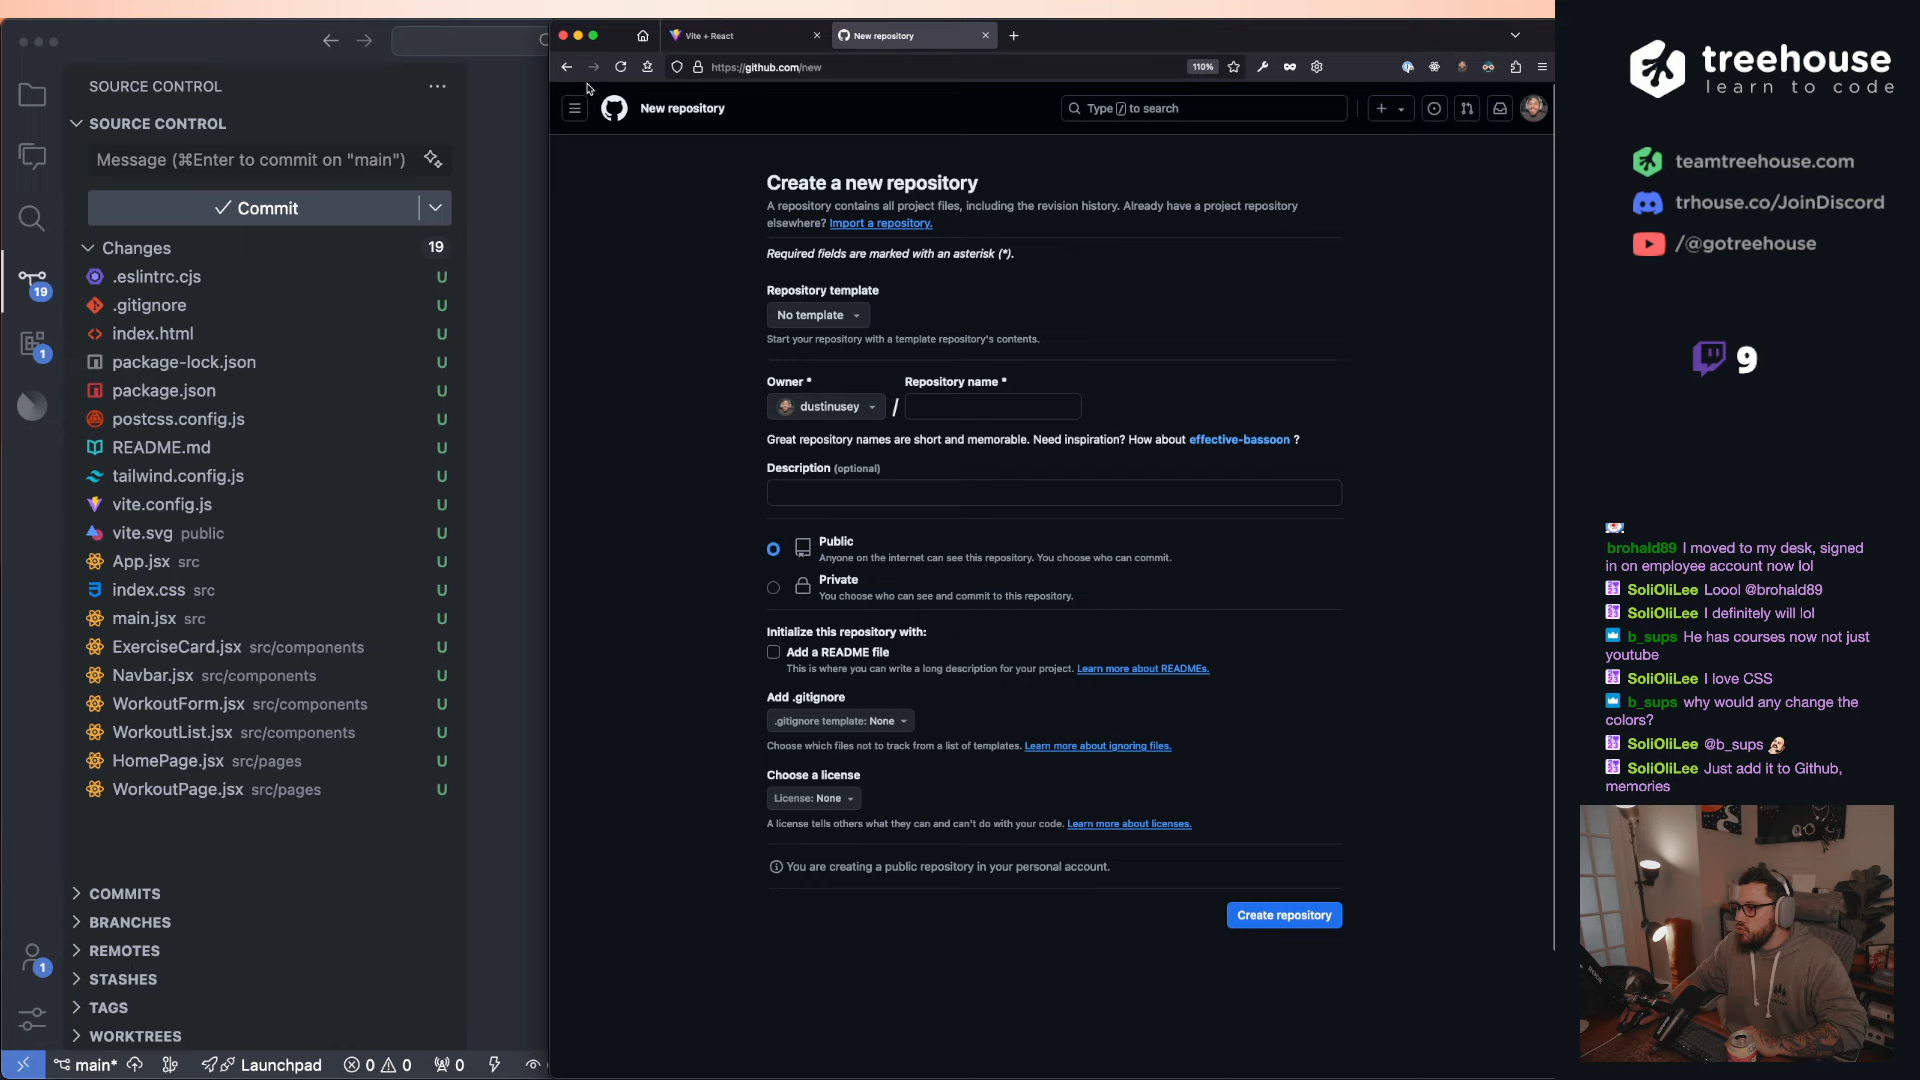 SOURCE CONTROL
SOURCE CONTROL
Message (⌘Enter to commit on "main")
Commit
Changes 19
.eslintrc.cjs U
.gitignore U
index.html U
package-lock.json U
package.json U
postcss.config.js U
README.md U
tailwind.config.js U
vite.config.js U
vite.svg public U
App.jsx src U
index.css src U
main.jsx src U
ExerciseCard.jsx src/components U
Navbar.jsx src/components U
WorkoutForm.jsx src/components U
WorkoutList.jsx src/components U
HomePage.jsx src/pages U
WorkoutPage.jsx src/pages U
COMMITS
BRANCHES
REMOTES
STASHES
TAGS
WORKTREES
19
1
1
main* Launchpad 0 0 0
Vite + React
New repository
https://github.com/new
110%
New repository
Type / to search
Create a new repository
A repository contains all project files, including the revision history. Already have a project repository
elsewhere? Import a repository.
Required fields are marked with an asterisk (*).
Repository template
No template
Start your repository with a template repository's contents.
Owner * Repository name *
dustinusey /
Great repository names are short and memorable. Need inspiration? How about effective-bassoon ?
Description (optional)
Public
Anyone on the internet can see this repository. You choose who can commit.
Private
You choose who can see and commit to this repository.
Initialize this repository with:
Add a README file
This is where you can write a long description for your project. Learn more about READMEs.
Add .gitignore
.gitignore template: None
Choose which files not to track from a list of templates. Learn more about ignoring files.
Choose a license
License: None
A license tells others what they can and can't do with your code. Learn more about licenses.
You are creating a public repository in your personal account.
Create repository
treehouse
learn to code
teamtreehouse.com
trhouse.co/JoinDiscord
/@gotreehouse
9
brohald89 I moved to my desk, signed
in on employee account now lol
SoliOliLee Loool @brohald89
SoliOliLee I definitely will lol
b_sups He has courses now not just
youtube
SoliOliLee I love CSS
b_sups why would any change the
colors?
SoliOliLee @b_sups
SoliOliLee Just add it to Github,
memories